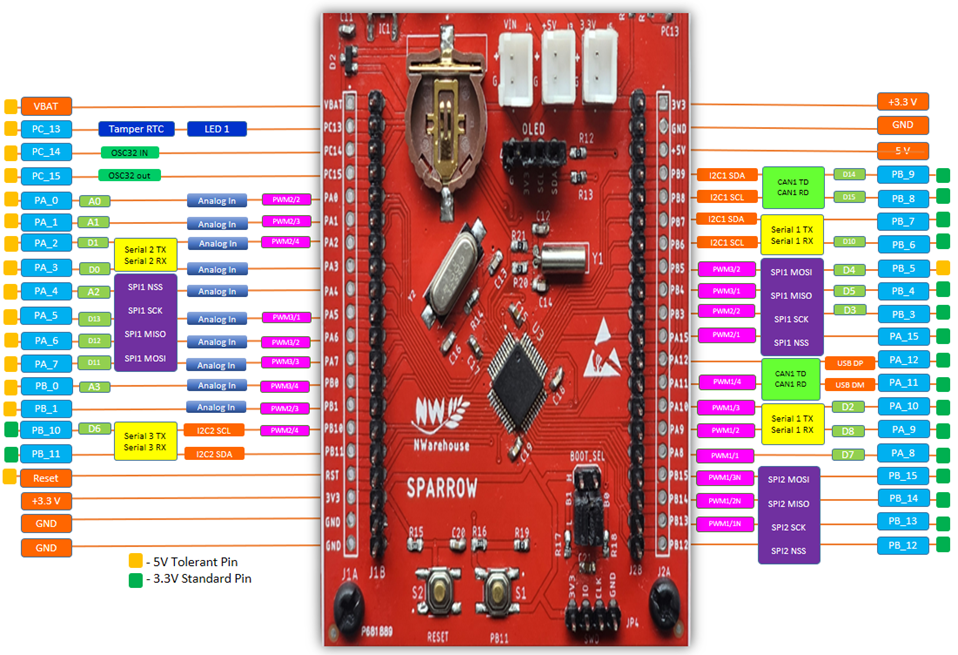 VIN J4 +5V J? 3.3V J5
C11 IC1 PC13
D2
G G G
VBAT VBAT 3V3 +3.3 V
PC_13 Tamper RTC LED 1 PC13 GND GND
PC_14 OSC32 IN PC14 OLED R12 +5V 5 V
PC_15 OSC32 out PC15 3V3 SCL SDA R13 PB9 I2C1 SDA CAN1 TD D14 PB_9
PA_0 A0 Analog In PWM2/2 PA0 PB8 I2C1 SCL CAN1 RD D15 PB_8
PA_1 A1 Analog In PWM2/3 PA1 C12 PB7 I2C1 SDA Serial 1 TX PB_7
PA_2 D1 Serial 2 TX Analog In PWM2/4 PA2 R21 PB6 I2C1 SCL Serial 1 RX D10 PB_6
PA_3 D0 Serial 2 RX Analog In PA3 Y2 C13 R20 Y1 PB5 PWM3/2 SPI1 MOSI D4 PB_5
PA_4 A2 SPI1 NSS Analog In PA4 C14 PB4 PWM3/1 SPI1 MISO D5 PB_4
PA_5 D13 SPI1 SCK Analog In PWM3/1 PA5 R14 C15 U3 PB3 PWM2/2 SPI1 SCK D3 PB_3
PA_6 D12 SPI1 MISO Analog In PWM3/2 PA6 C16 PA15 PWM2/1 SPI1 NSS PA_15
PA_7 D11 SPI1 MOSI Analog In PWM3/3 PA7 C17 PA12 CAN1 TD USB DP PA_12
PB_0 A3 Analog In PWM3/4 PB0 C18 PA11 PWM1/4 CAN1 RD USB DM PA_11
PB_1 Analog In PWM2/3 PB1 NW PA10 PWM1/3 Serial 1 TX D2 PA_10
PB_10 D6 Serial 3 TX I2C2 SCL PWM2/4 PB10 NWarehouse PA9 PWM1/2 Serial 1 RX D8 PA_9
PB_11 Serial 3 RX I2C2 SDA PB11 C19 BOOT_SEL PA8 PWM1/1 D7 PA_8
Reset RST SPARROW H B1 PB15 PWM1/3N SPI2 MOSI PB_15
+3.3 V 3V3 L B0 PB14 PWM1/2N SPI2 MISO PB_14
GND GND PB13 PWM1/1N SPI2 SCK PB_13
GND GND R15 C20 R16 R19 R17 R18 PB12 SPI2 NSS PB_12
- 5V Tolerant Pin
- 3.3V Standard Pin
J1A J1B S2 S1 3V3 IO CLK GND J2B J2A
P681889 RESET PB11 SWD JP4